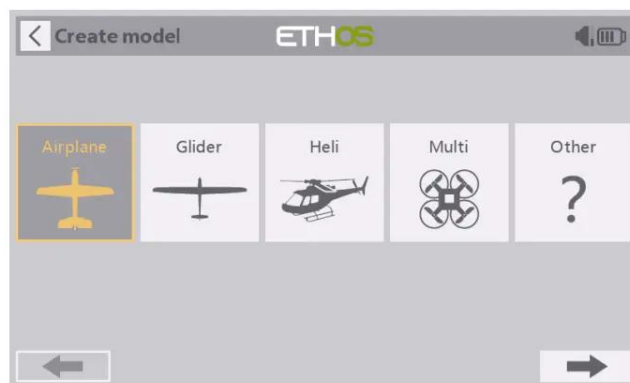 Create model
ETHOS
Airplane
Glider
Heli
Multi
Other
?